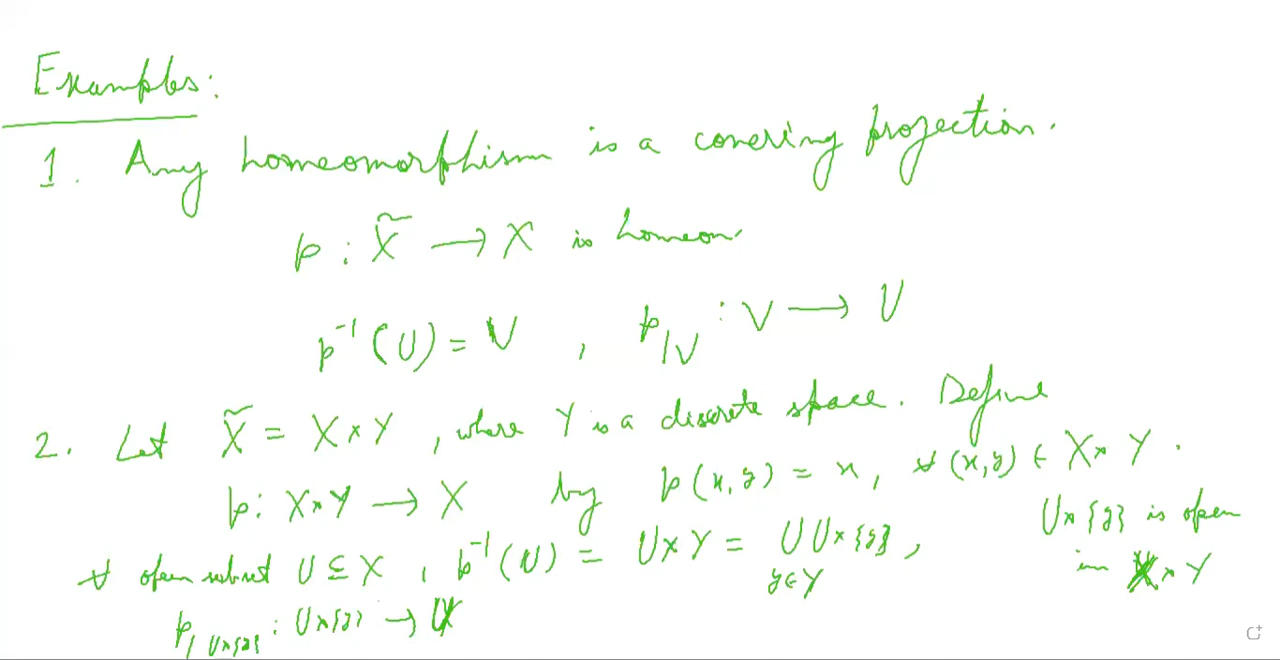 Examples:
1. Any homeomorphism is a covering projection.
p : X̃ → X is homeom.
p⁻¹(U) = V , p|V : V → U
2. Let X̃ = X × Y , where Y is a discrete space. Define
p : X × Y → X by p(x, y) = x, ∀ (x, y) ∈ X × Y .
∀ open subset U ⊆ X , p⁻¹(U) = U × Y = ∪ U × {y} , U × {y} is open
y ∈ Y in X × Y
p|U×{y} : U × {y} → U